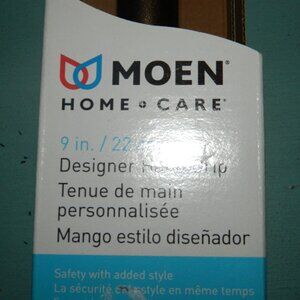 MOEN
HOME + CARE®
9 in. / 22
Designer
Tenue de main
personnalisée
Mango estilo diseñador
Safety with added style
La sécurité et style en même temps